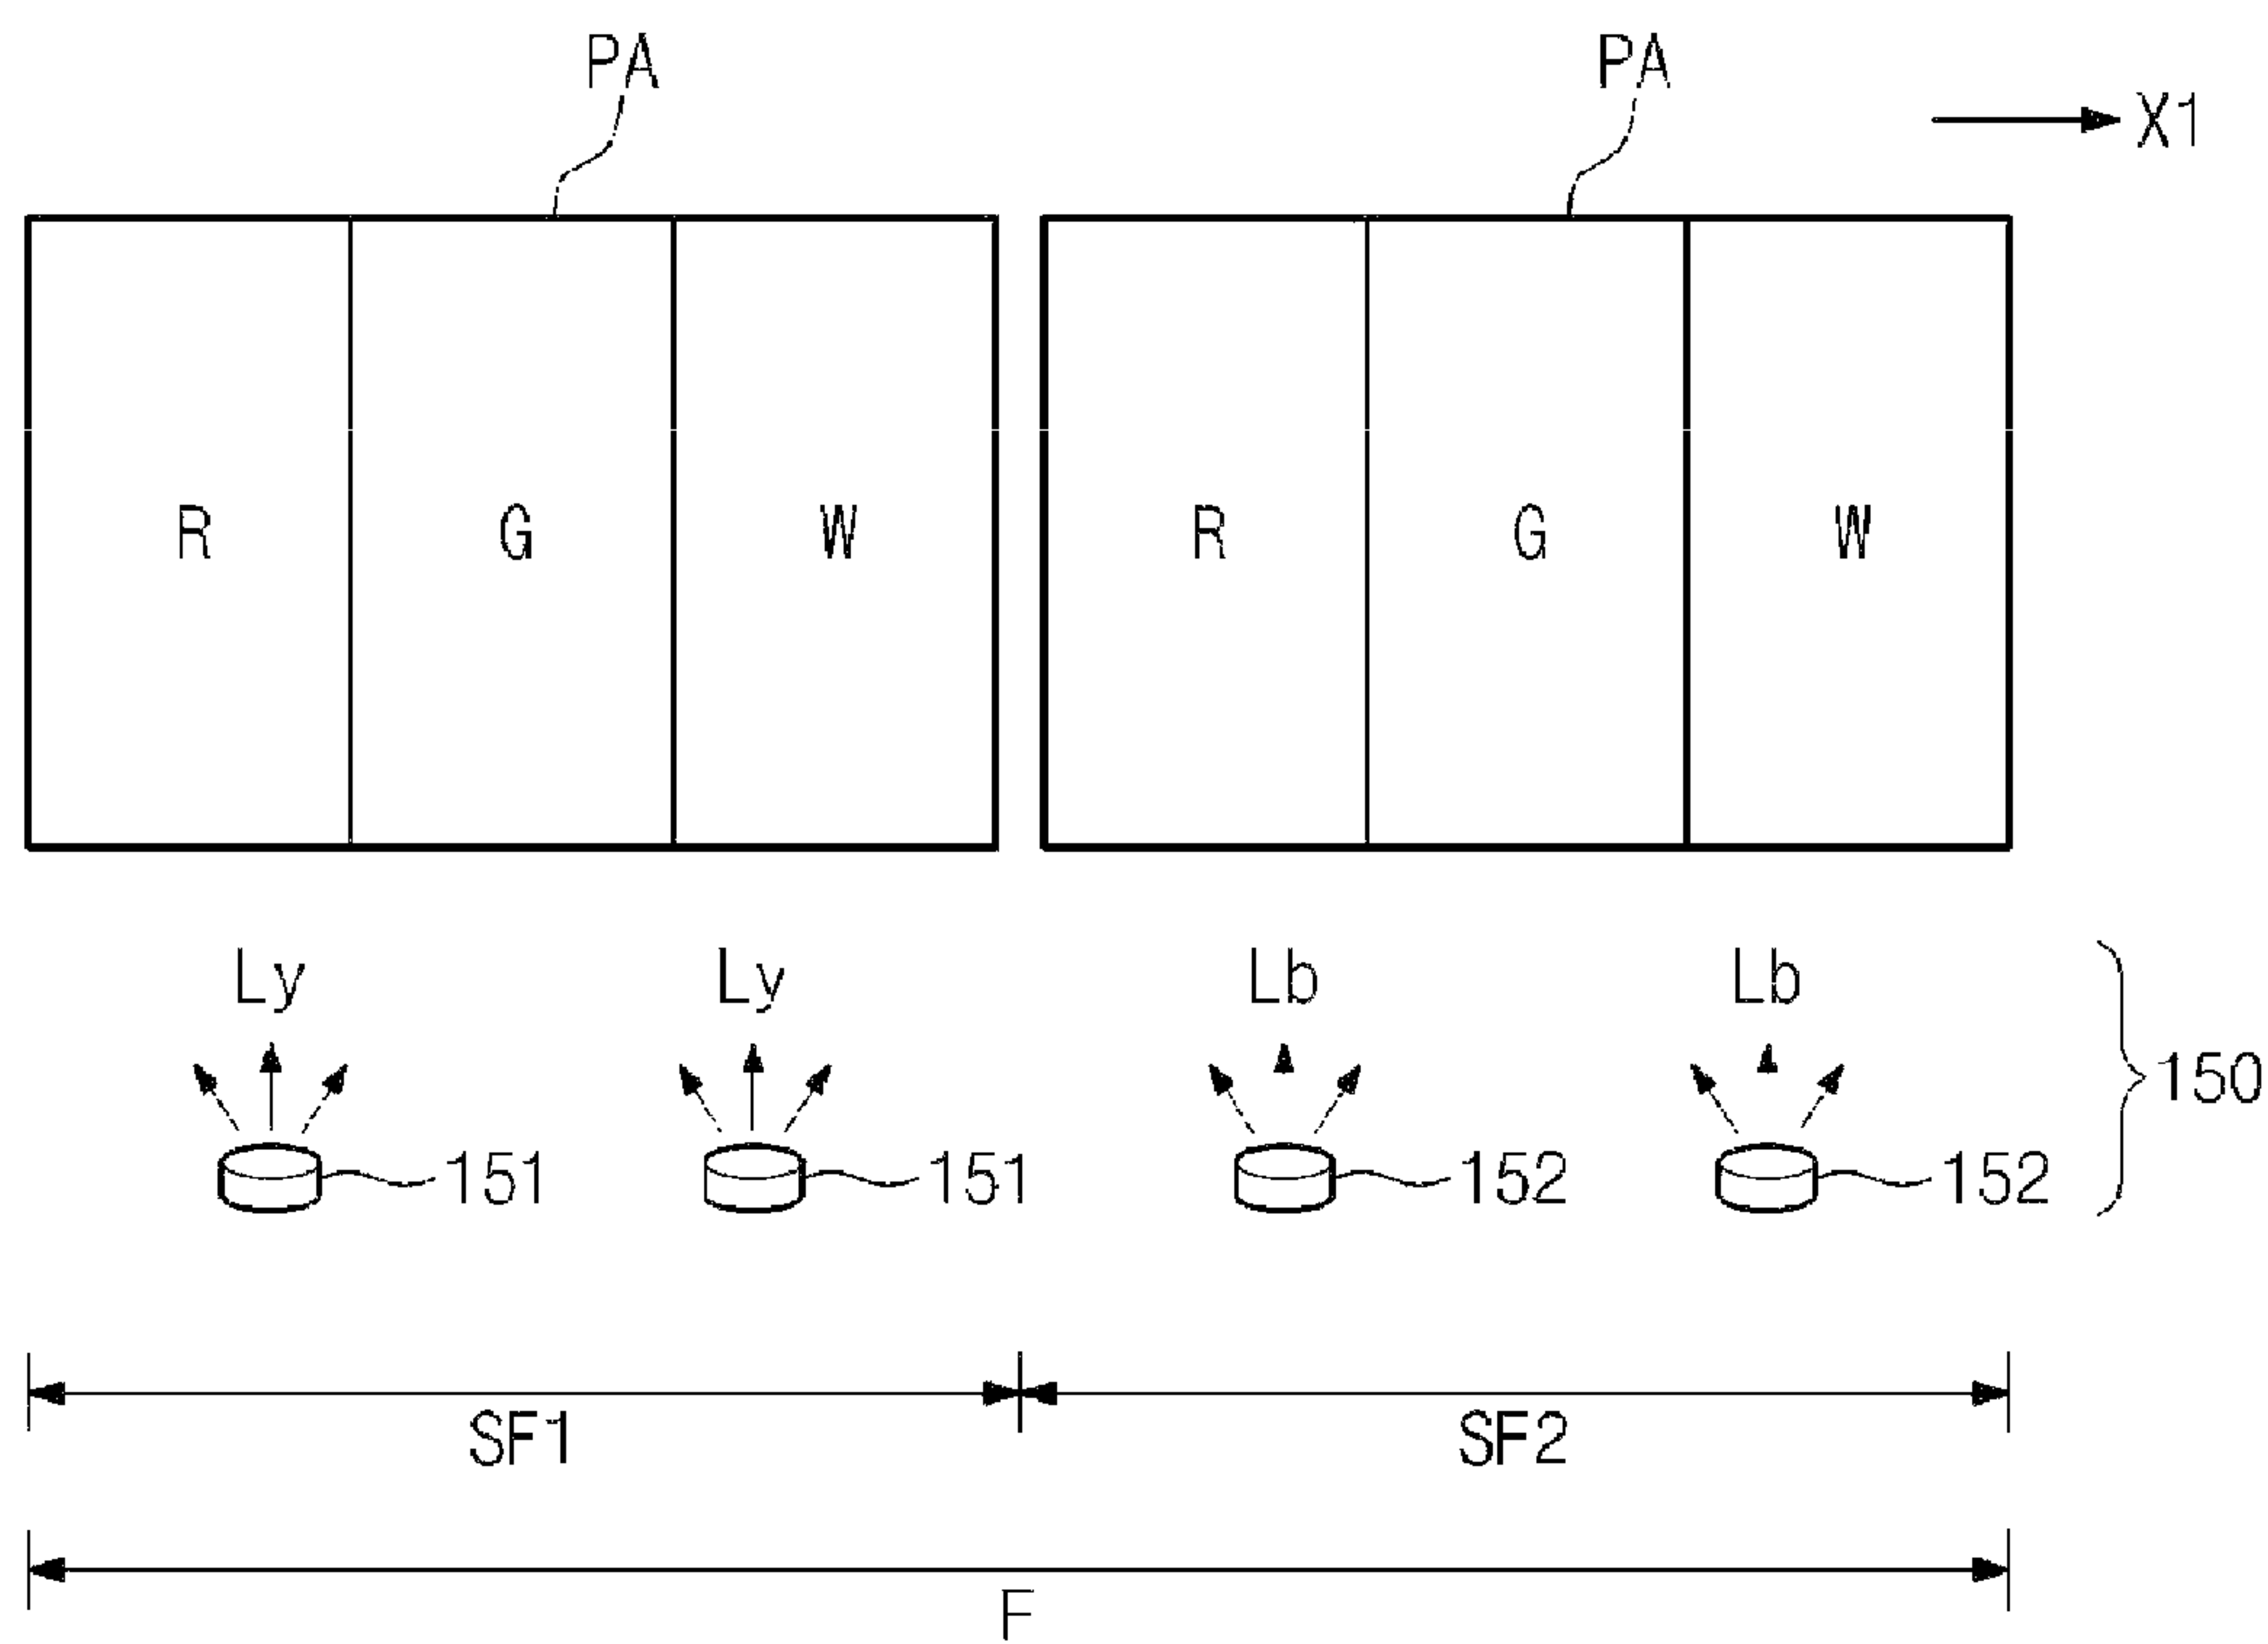 PA PA
X1
R G W R G W
Ly Ly Lb Lb
150
151 151 152 152
SF1 SF2
F